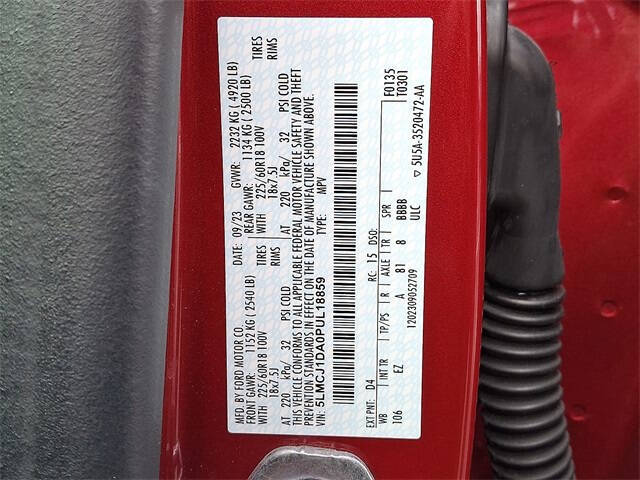 MFD. BY FORD MOTOR CO. DATE: 09/23 GVWR: 2232 KG ( 4920 LB)
FRONT GAWR: 1152 KG ( 2540 LB) REAR GAWR: 1134 KG ( 2500 LB)
WITH 225/60R18 100V TIRES WITH 225/60R18 100V TIRES
18x7.5J RIMS 18x7.5J RIMS
AT 220 kPa/ 32 PSI COLD AT 220 kPa/ 32 PSI COLD
THIS VEHICLE CONFORMS TO ALL APPLICABLE FEDERAL MOTOR VEHICLE SAFETY AND THEFT
PREVENTION STANDARDS IN EFFECT ON THE DATE OF MANUFACTURE SHOWN ABOVE.
VIN: 5LMCJ1DA0PUL18859 TYPE: MPV
EXT PNT: D4 RC: 15 DSO: F0135
WB INT TR TP/PS R AXLE TR SPR T0301
106 EZ A 81 8 BBBB
ULC
1202309052709 ▽ 5U5A-3520472-AA